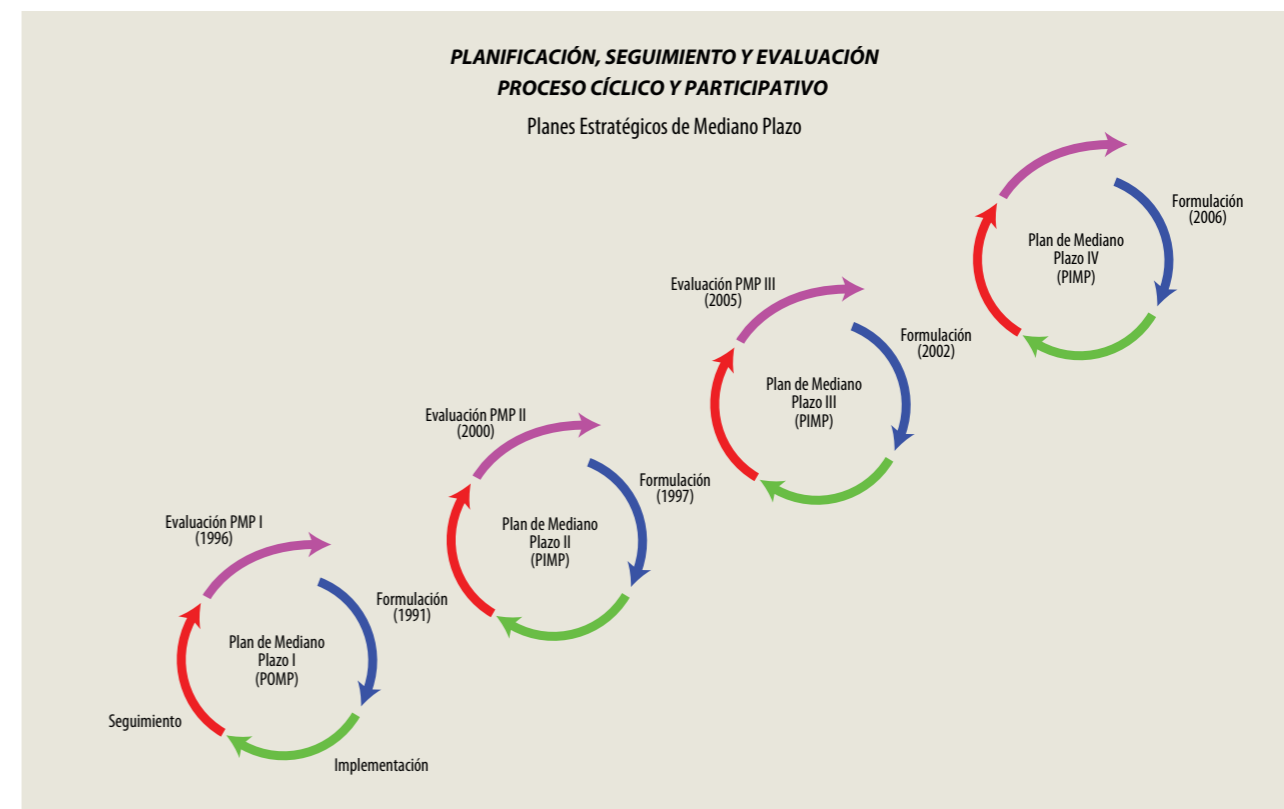 PLANIFICACIÓN, SEGUIMIENTO Y EVALUACIÓN
PROCESO CÍCLICO Y PARTICIPATIVO
Planes Estratégicos de Mediano Plazo
Formulación
(2006)
Plan de Mediano
Plazo IV
(PIMP)
Evaluación PMP III
(2005)
Formulación
(2002)
Plan de Mediano
Plazo III
(PIMP)
Evaluación PMP II
(2000)
Formulación
(1997)
Plan de Mediano
Plazo II
(PIMP)
Evaluación PMP I
(1996)
Formulación
(1991)
Plan de Mediano
Plazo I
(POMP)
Seguimiento
Implementación